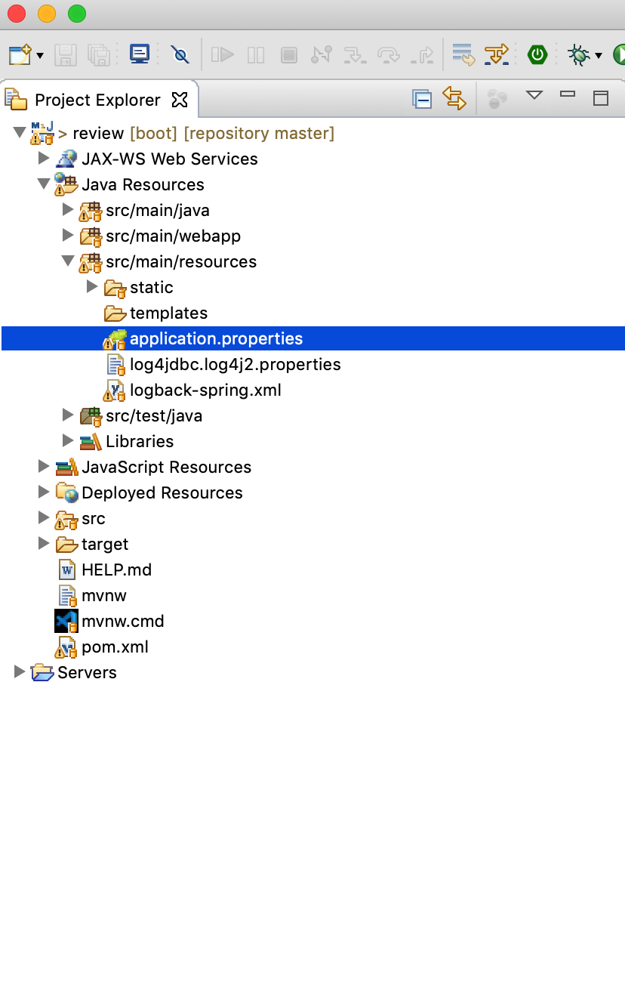 Project Explorer
> review [boot] [repository master]
JAX-WS Web Services
Java Resources
src/main/java
src/main/webapp
src/main/resources
static
templates
application.properties
log4jdbc.log4j2.properties
logback-spring.xml
src/test/java
Libraries
JavaScript Resources
Deployed Resources
src
target
HELP.md
mvnw
mvnw.cmd
pom.xml
Servers